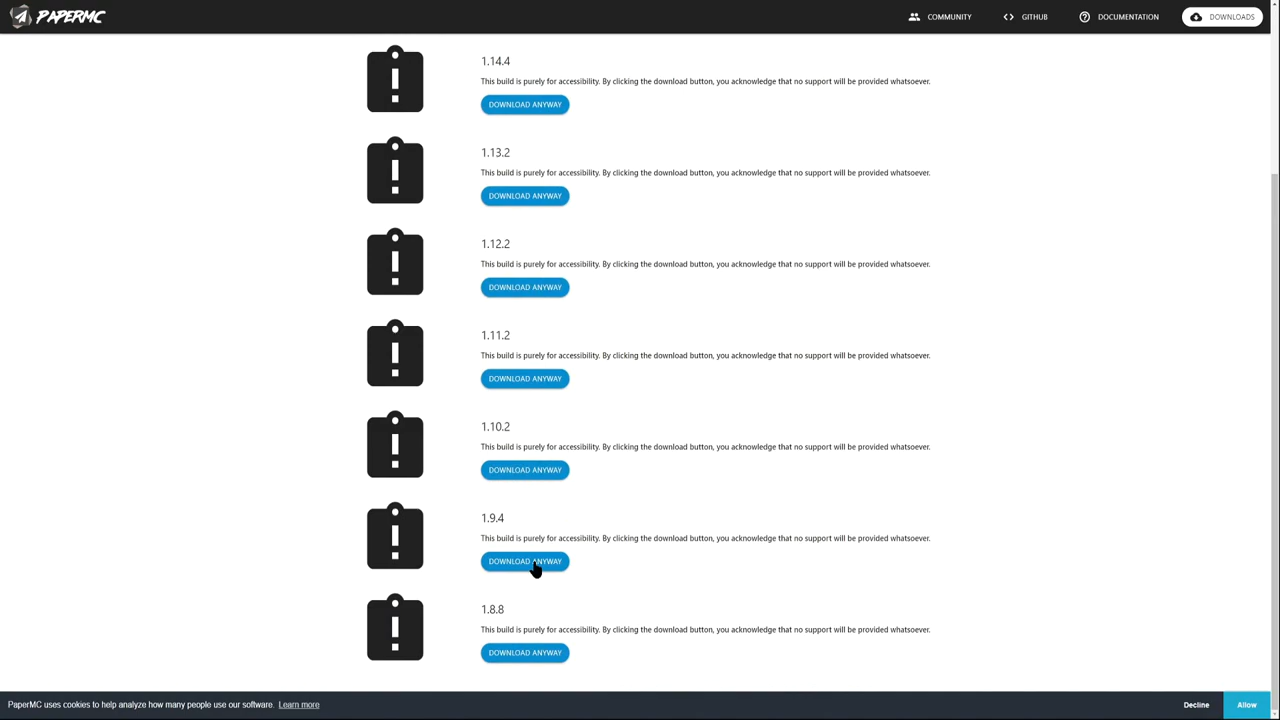 PAPERMC
COMMUNITY
GITHUB
DOCUMENTATION
DOWNLOADS
1.14.4
This build is purely for accessibility. By clicking the download button, you acknowledge that no support will be provided whatsoever.
DOWNLOAD ANYWAY
1.13.2
This build is purely for accessibility. By clicking the download button, you acknowledge that no support will be provided whatsoever.
DOWNLOAD ANYWAY
1.12.2
This build is purely for accessibility. By clicking the download button, you acknowledge that no support will be provided whatsoever.
DOWNLOAD ANYWAY
1.11.2
This build is purely for accessibility. By clicking the download button, you acknowledge that no support will be provided whatsoever.
DOWNLOAD ANYWAY
1.10.2
This build is purely for accessibility. By clicking the download button, you acknowledge that no support will be provided whatsoever.
DOWNLOAD ANYWAY
1.9.4
This build is purely for accessibility. By clicking the download button, you acknowledge that no support will be provided whatsoever.
DOWNLOAD ANYWAY
1.8.8
This build is purely for accessibility. By clicking the download button, you acknowledge that no support will be provided whatsoever.
DOWNLOAD ANYWAY
PaperMC uses cookies to help analyze how many people use our software. Learn more
Decline
Allow